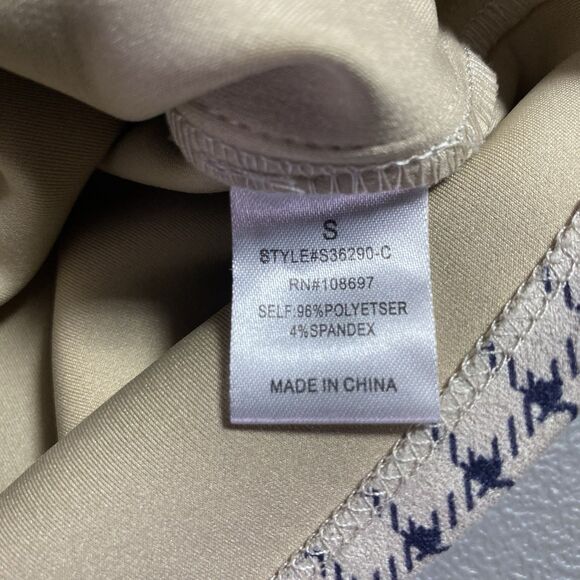 S
STYLE#S36290-C
RN#108697
SELF:96%POLYETSER
4%SPANDEX
MADE IN CHINA